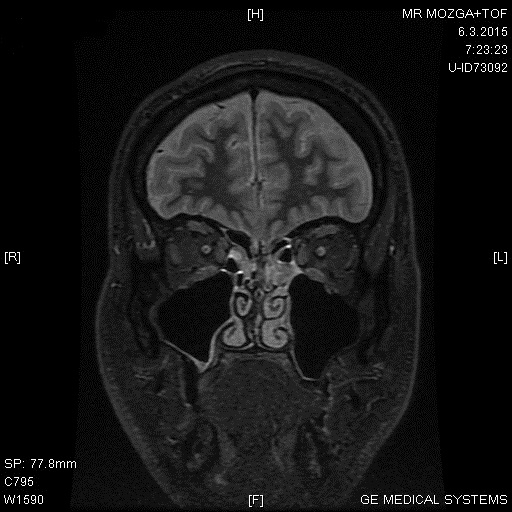 [H]
MR MOZGA+TOF
6.3.2015
7:23:23
U-ID73092
[R]
[L]
SP: 77.8mm
C795
W1590
[F]
GE MEDICAL SYSTEMS